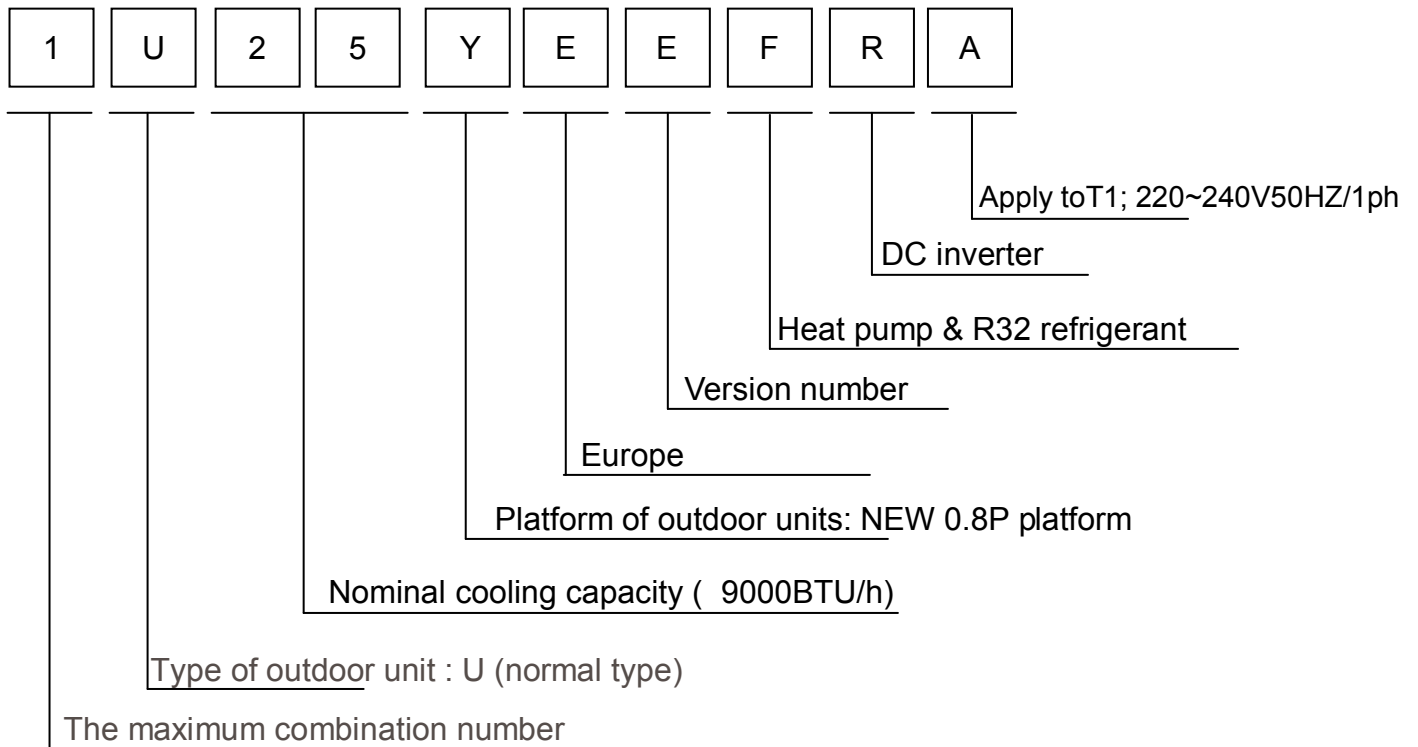 1 U 2 5 Y E E F R A
Apply toT1; 220~240V50HZ/1ph
DC inverter
Heat pump & R32 refrigerant
Version number
Europe
Platform of outdoor units: NEW 0.8P platform
Nominal cooling capacity ( 9000BTU/h)
Type of outdoor unit : U (normal type)
The maximum combination number